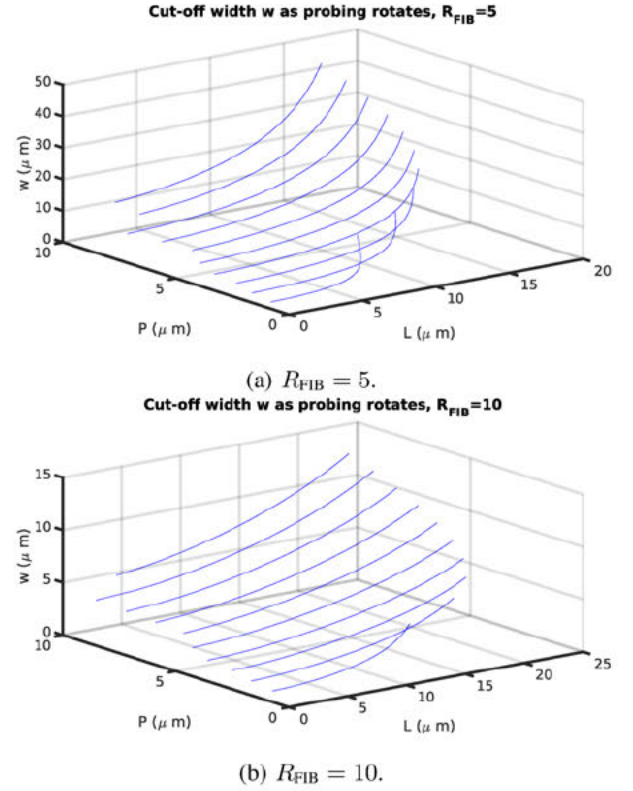 Cut-off width w as probing rotates, R_FIB=5
50
40
30
20
10
0
w (μ m)
10
5
0
P (μ m)
0
5
10
15
20
L (μ m)
(a) R_FIB = 5.
Cut-off width w as probing rotates, R_FIB=10
15
10
5
0
w (μ m)
10
5
0
P (μ m)
0
5
10
15
20
25
L (μ m)
(b) R_FIB = 10.